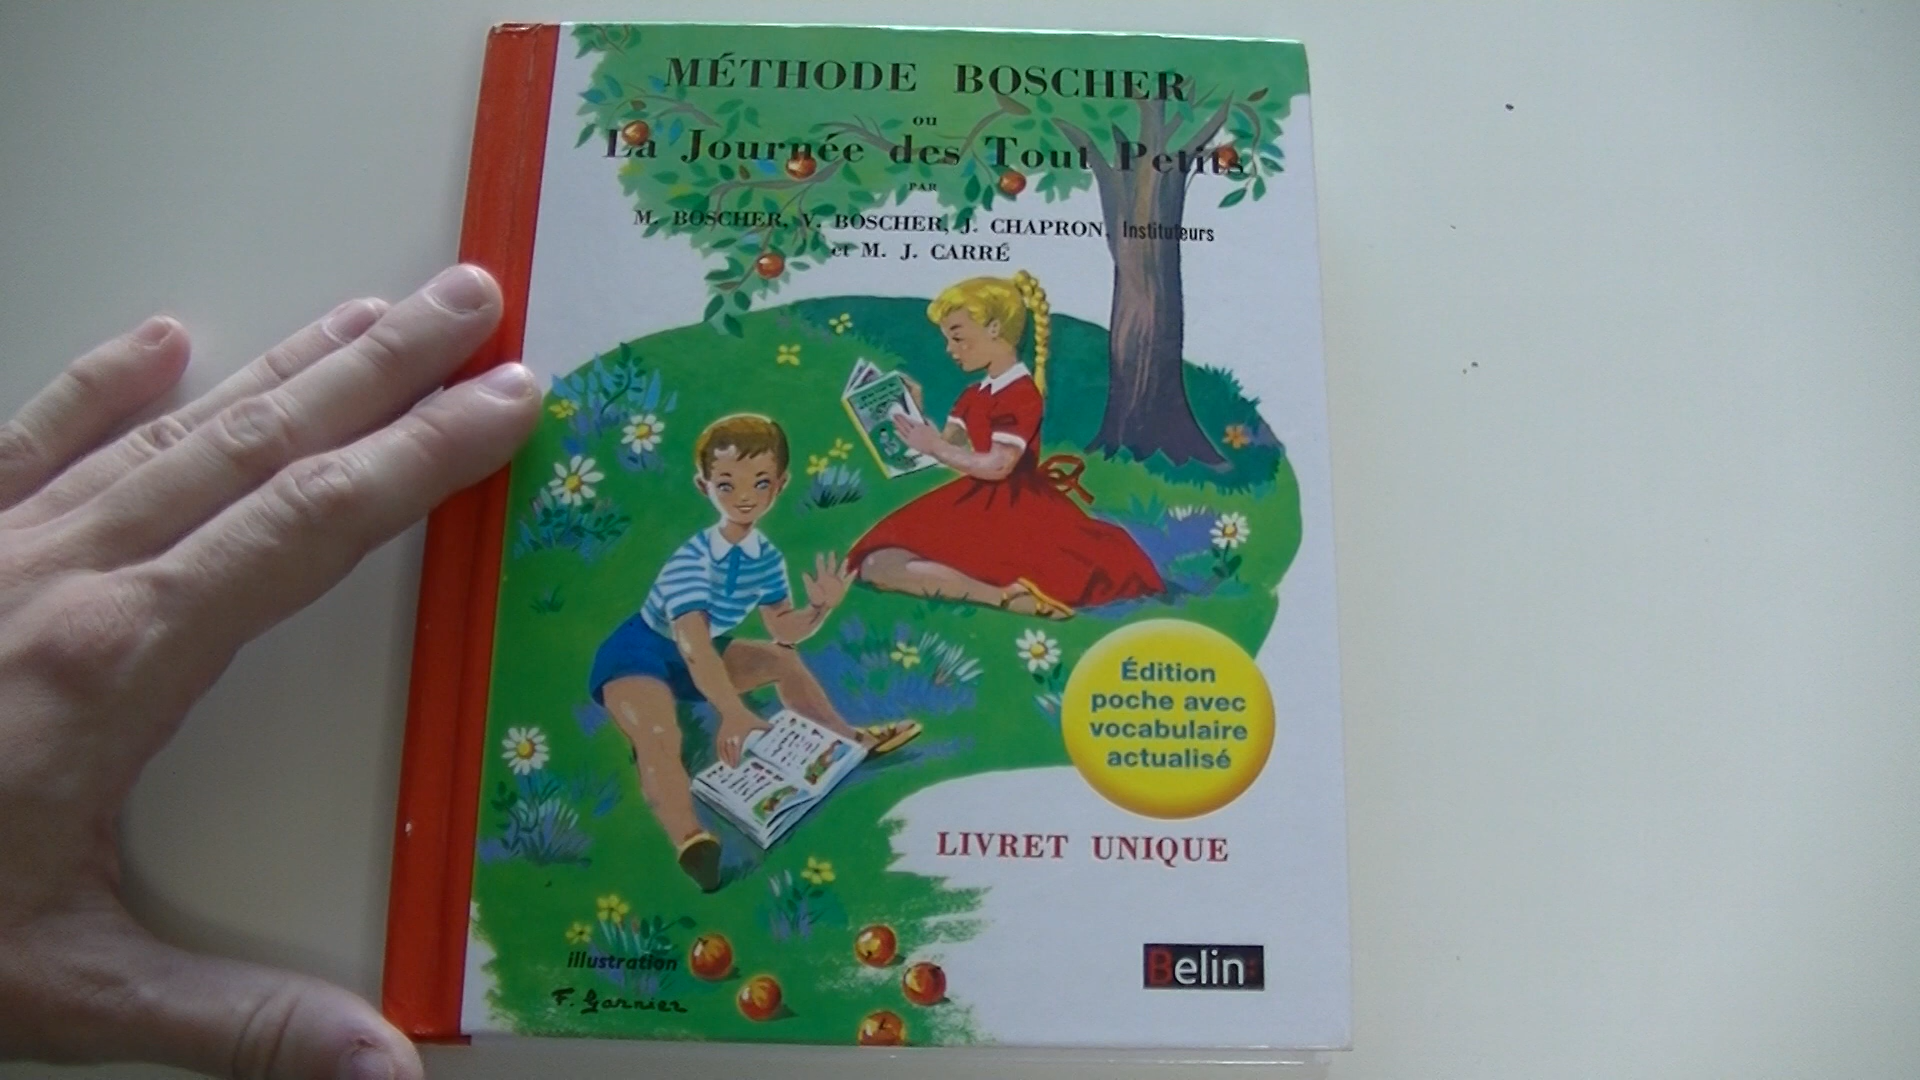 MÉTHODE BOSCHER
ou
La Journée des Tout Petits
PAR
M. BOSCHER, V. BOSCHER, J. CHAPRON, Instituteurs
et M. J. CARRÉ
Édition
poche avec
vocabulaire
actualisé
LIVRET UNIQUE
illustration
F. Garnier
Belin: